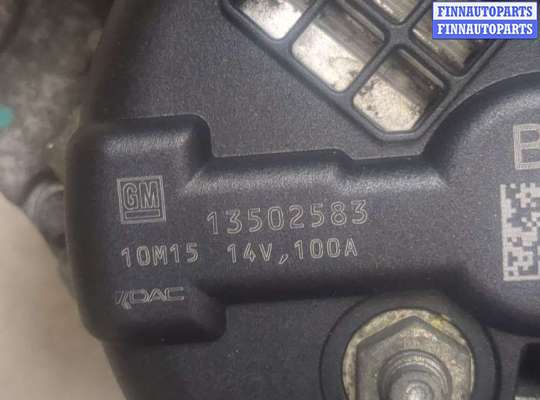 FINNAUTOPARTS
FINNAUTOPARTS
B
GM
13502583
10M15 14V,100A